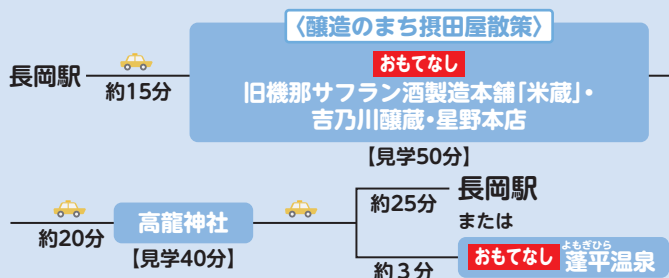 〈醸造のまち摂田屋散策〉
おもてなし
長岡駅
約15分
旧機那サフラン酒製造本舗「米蔵」・
吉乃川醸蔵・星野本店
【見学50分】
約20分
高龍神社
【見学40分】
約25分
長岡駅
または
約3分
おもてなし
よもぎひら
蓬平温泉